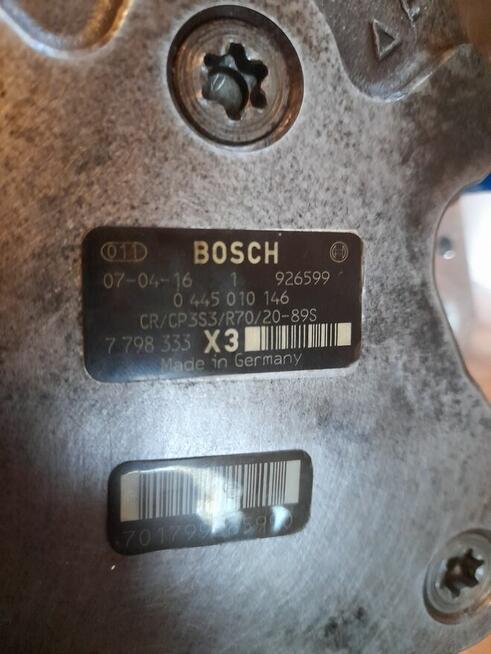 011 BOSCH
07-04-16 1 926599
0 445 010 146
CR/CP3S3/R70/20-89S
7 798 333 X3
Made in Germany